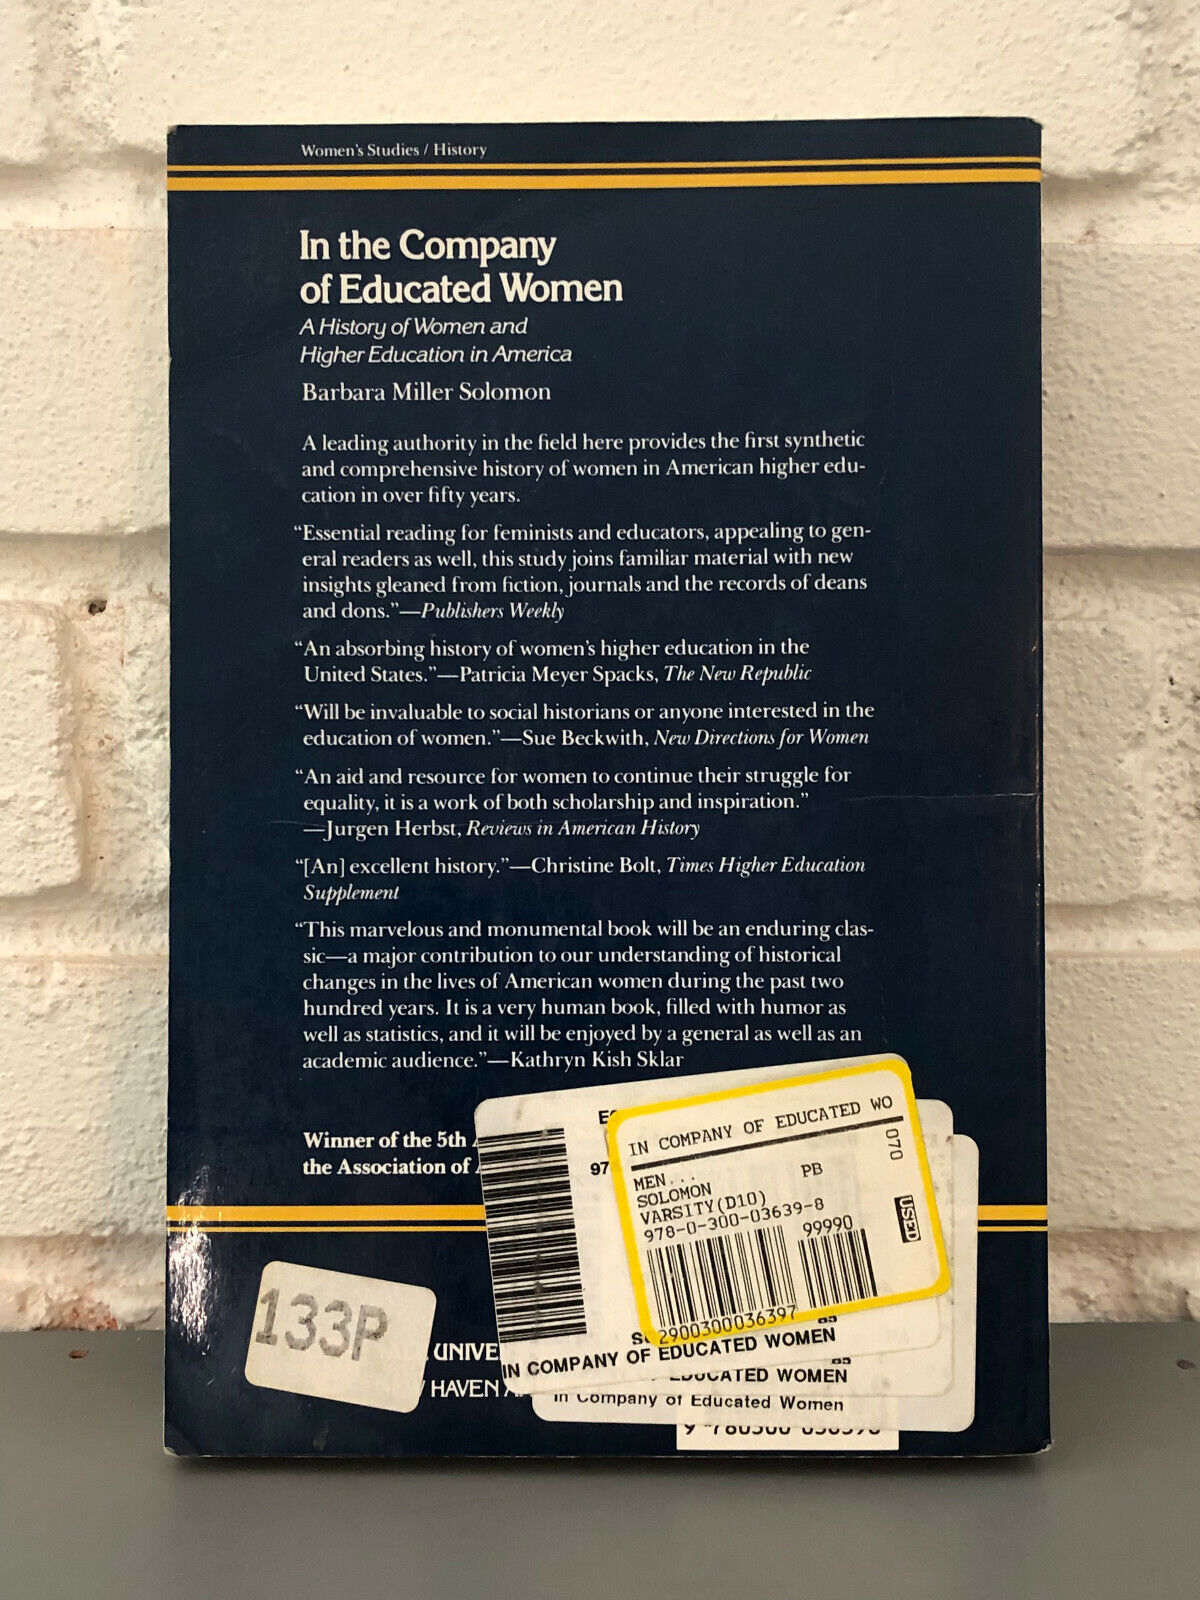 Women's Studies / History
In the Company
of Educated Women
A History of Women and
Higher Education in America
Barbara Miller Solomon
A leading authority in the field here provides the first synthetic
and comprehensive history of women in American higher edu-
cation in over fifty years.
“Essential reading for feminists and educators, appealing to gen-
eral readers as well, this study joins familiar material with new
insights gleaned from fiction, journals and the records of deans
and dons.”—Publishers Weekly
“An absorbing history of women's higher education in the
United States.”—Patricia Meyer Spacks, The New Republic
“Will be invaluable to social historians or anyone interested in the
education of women.”—Sue Beckwith, New Directions for Women
“An aid and resource for women to continue their struggle for
equality, it is a work of both scholarship and inspiration.”
—Jurgen Herbst, Reviews in American History
“[An] excellent history.”—Christine Bolt, Times Higher Education
Supplement
“This marvelous and monumental book will be an enduring clas-
sic—a major contribution to our understanding of historical
changes in the lives of American women during the past two
hundred years. It is a very human book, filled with humor as
well as statistics, and it will be enjoyed by a general as well as an
academic audience.”—Kathryn Kish Sklar
Winner of the 5th
the Association of
97
IN COMPANY OF EDUCATED WO
070
MEN... PB
SOLOMON
VARSITY(D10)
978-0-300-03639-8
USED
99990
2900300036397
133P
UNIVE
HAVEN
IN COMPANY OF EDUCATED WOMEN
EDUCATED WOMEN
In Company of Educated Women